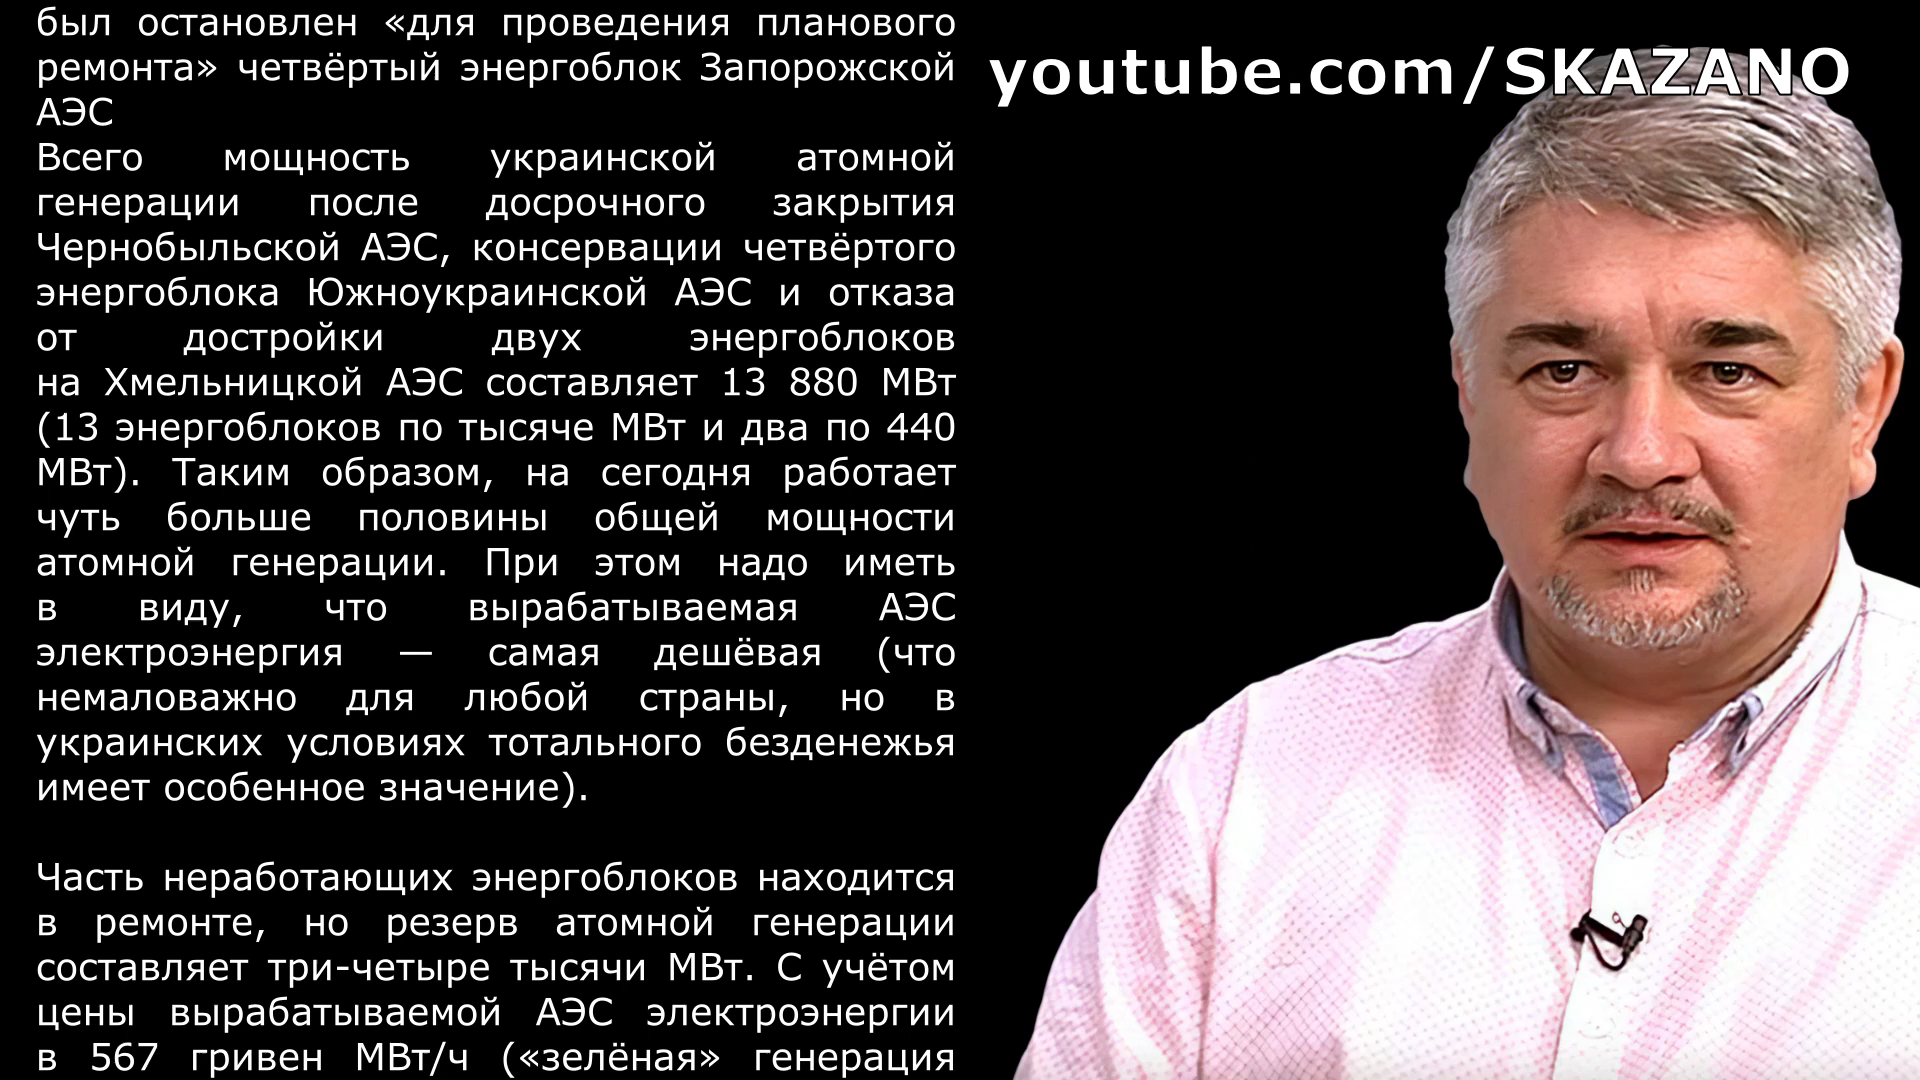 был остановлен «для проведения планового
ремонта» четвёртый энергоблок Запорожской
АЭС
Всего мощность украинской атомной
генерации после досрочного закрытия
Чернобыльской АЭС, консервации четвёртого
энергоблока Южноукраинской АЭС и отказа
от достройки двух энергоблоков
на Хмельницкой АЭС составляет 13 880 МВт
(13 энергоблоков по тысяче МВт и два по 440
МВт). Таким образом, на сегодня работает
чуть больше половины общей мощности
атомной генерации. При этом надо иметь
в виду, что вырабатываемая АЭС
электроэнергия — самая дешёвая (что
немаловажно для любой страны, но в
украинских условиях тотального безденежья
имеет особенное значение).
Часть неработающих энергоблоков находится
в ремонте, но резерв атомной генерации
составляет три-четыре тысячи МВт. С учётом
цены вырабатываемой АЭС электроэнергии
в 567 гривен МВт/ч («зелёная» генерация
youtube.com/SKAZANO